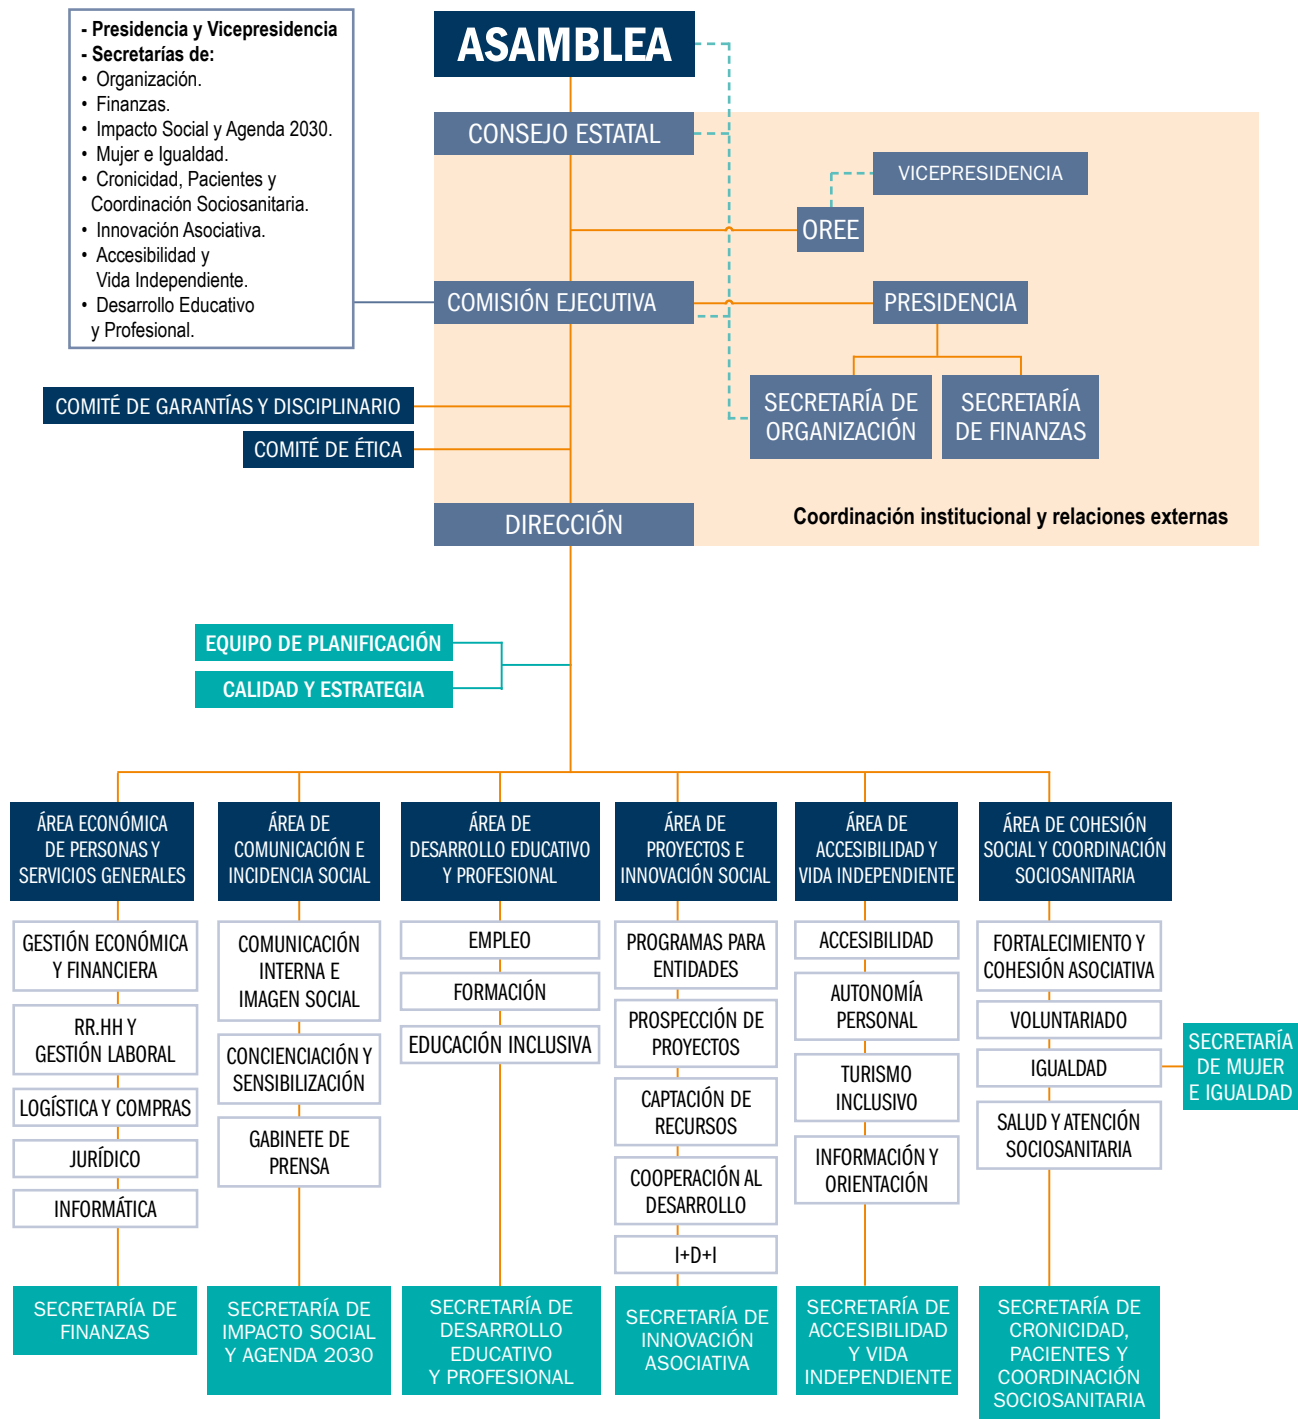 - Presidencia y Vicepresidencia
- Secretarías de:
• Organización.
• Finanzas.
• Impacto Social y Agenda 2030.
• Mujer e Igualdad.
• Cronicidad, Pacientes y
Coordinación Sociosanitaria.
• Innovación Asociativa.
• Accesibilidad y
Vida Independiente.
• Desarrollo Educativo
y Profesional.
ASAMBLEA
CONSEJO ESTATAL
VICEPRESIDENCIA
OREE
COMISIÓN EJECUTIVA
PRESIDENCIA
SECRETARÍA DE
ORGANIZACIÓN
SECRETARÍA
DE FINANZAS
COMITÉ DE GARANTÍAS Y DISCIPLINARIO
COMITÉ DE ÉTICA
DIRECCIÓN
Coordinación institucional y relaciones externas
EQUIPO DE PLANIFICACIÓN
CALIDAD Y ESTRATEGIA
ÁREA ECONÓMICA
DE PERSONAS Y
SERVICIOS GENERALES
GESTIÓN ECONÓMICA
Y FINANCIERA
RR.HH Y
GESTIÓN LABORAL
LOGÍSTICA Y COMPRAS
JURÍDICO
INFORMÁTICA
SECRETARÍA DE
FINANZAS
ÁREA DE
COMUNICACIÓN E
INCIDENCIA SOCIAL
COMUNICACIÓN
INTERNA E
IMAGEN SOCIAL
CONCIENCIACIÓN Y
SENSIBILIZACIÓN
GABINETE DE
PRENSA
SECRETARÍA DE
IMPACTO SOCIAL
Y AGENDA 2030
ÁREA DE
DESARROLLO EDUCATIVO
Y PROFESIONAL
EMPLEO
FORMACIÓN
EDUCACIÓN INCLUSIVA
SECRETARÍA DE
DESARROLLO
EDUCATIVO
Y PROFESIONAL
ÁREA DE
PROYECTOS E
INNOVACIÓN SOCIAL
PROGRAMAS PARA
ENTIDADES
PROSPECCIÓN DE
PROYECTOS
CAPTACIÓN DE
RECURSOS
COOPERACIÓN AL
DESARROLLO
I+D+I
SECRETARÍA DE
INNOVACIÓN
ASOCIATIVA
ÁREA DE
ACCESIBILIDAD Y
VIDA INDEPENDIENTE
ACCESIBILIDAD
AUTONOMÍA
PERSONAL
TURISMO
INCLUSIVO
INFORMACIÓN Y
ORIENTACIÓN
SECRETARÍA DE
ACCESIBILIDAD
Y VIDA
INDEPENDIENTE
ÁREA DE COHESIÓN
SOCIAL Y COORDINACIÓN
SOCIOSANITARIA
FORTALECIMIENTO Y
COHESIÓN ASOCIATIVA
VOLUNTARIADO
IGUALDAD
SALUD Y ATENCIÓN
SOCIOSANITARIA
SECRETARÍA
DE MUJER
E IGUALDAD
SECRETARÍA DE
CRONICIDAD,
PACIENTES Y
COORDINACIÓN
SOCIOSANITARIA